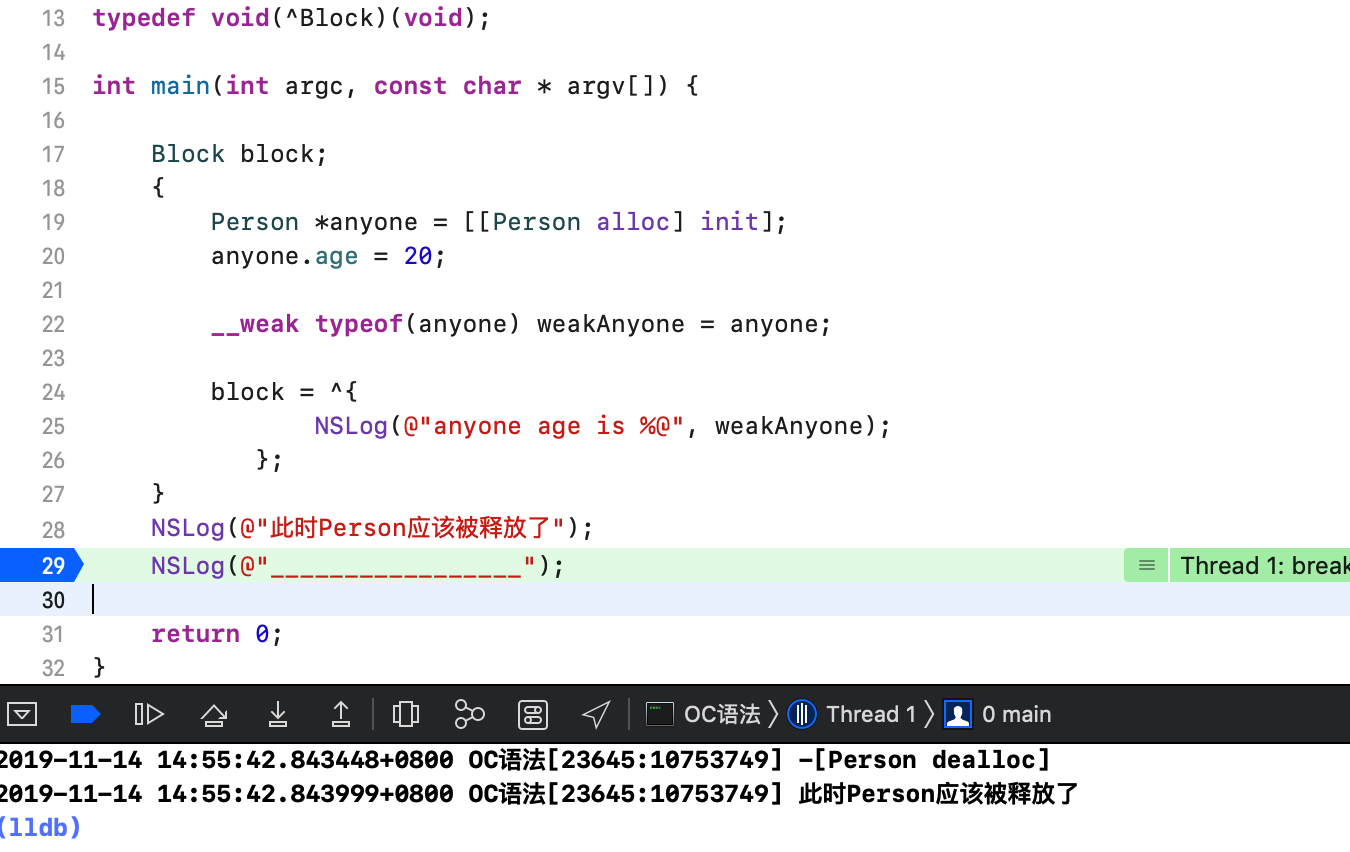 13 typedef void(^Block)(void);
14
15 int main(int argc, const char * argv[]) {
16
17     Block block;
18     {
19         Person *anyone = [[Person alloc] init];
20         anyone.age = 20;
21
22         __weak typeof(anyone) weakAnyone = anyone;
23
24         block = ^{
25                NSLog(@"anyone age is %@", weakAnyone);
26            };
27     }
28     NSLog(@"此时Person应该被释放了");
29     NSLog(@"_________________"); Thread 1: break
30
31     return 0;
32 }
OC语法 〉 Thread 1 〉 0 main
2019-11-14 14:55:42.843448+0800 OC语法[23645:10753749] -[Person dealloc]
2019-11-14 14:55:42.843999+0800 OC语法[23645:10753749] 此时Person应该被释放了
(lldb)